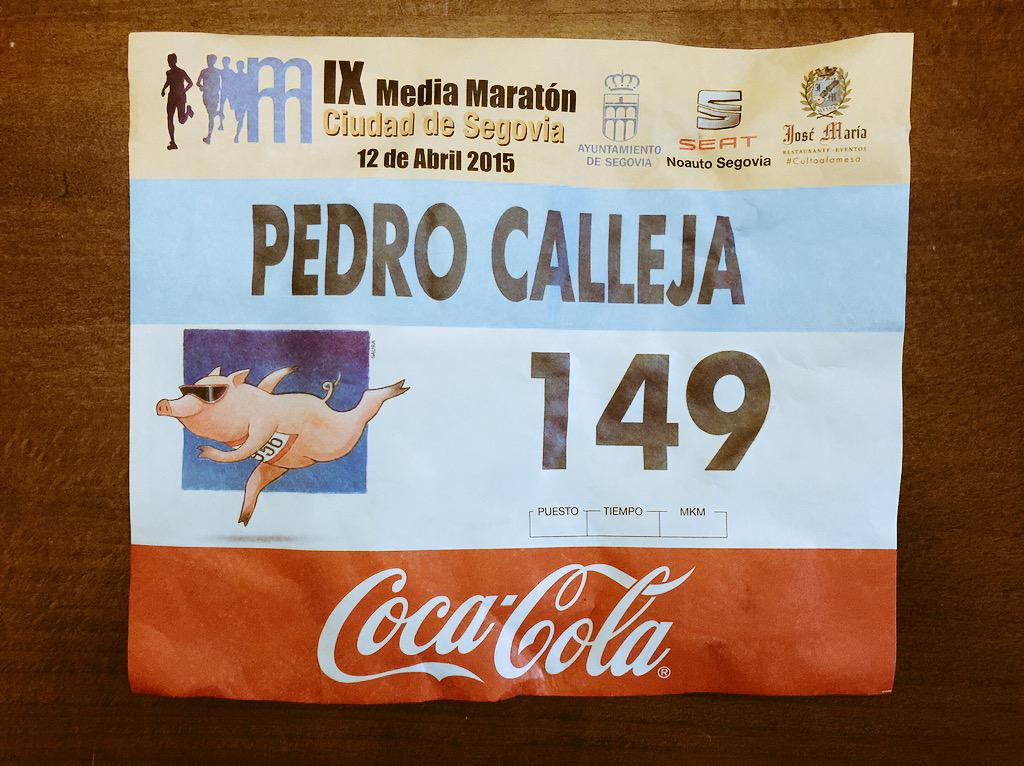 IX Media Maratón
Ciudad de Segovia
12 de Abril 2015
AYUNTAMIENTO
DE SEGOVIA
SEAT
Noauto Segovia
José María
RESTAURANTE-EVENTOS
#Cultoalamesa
PEDRO CALLEJA
149
556
PUESTO TIEMPO MKM
Coca-Cola®